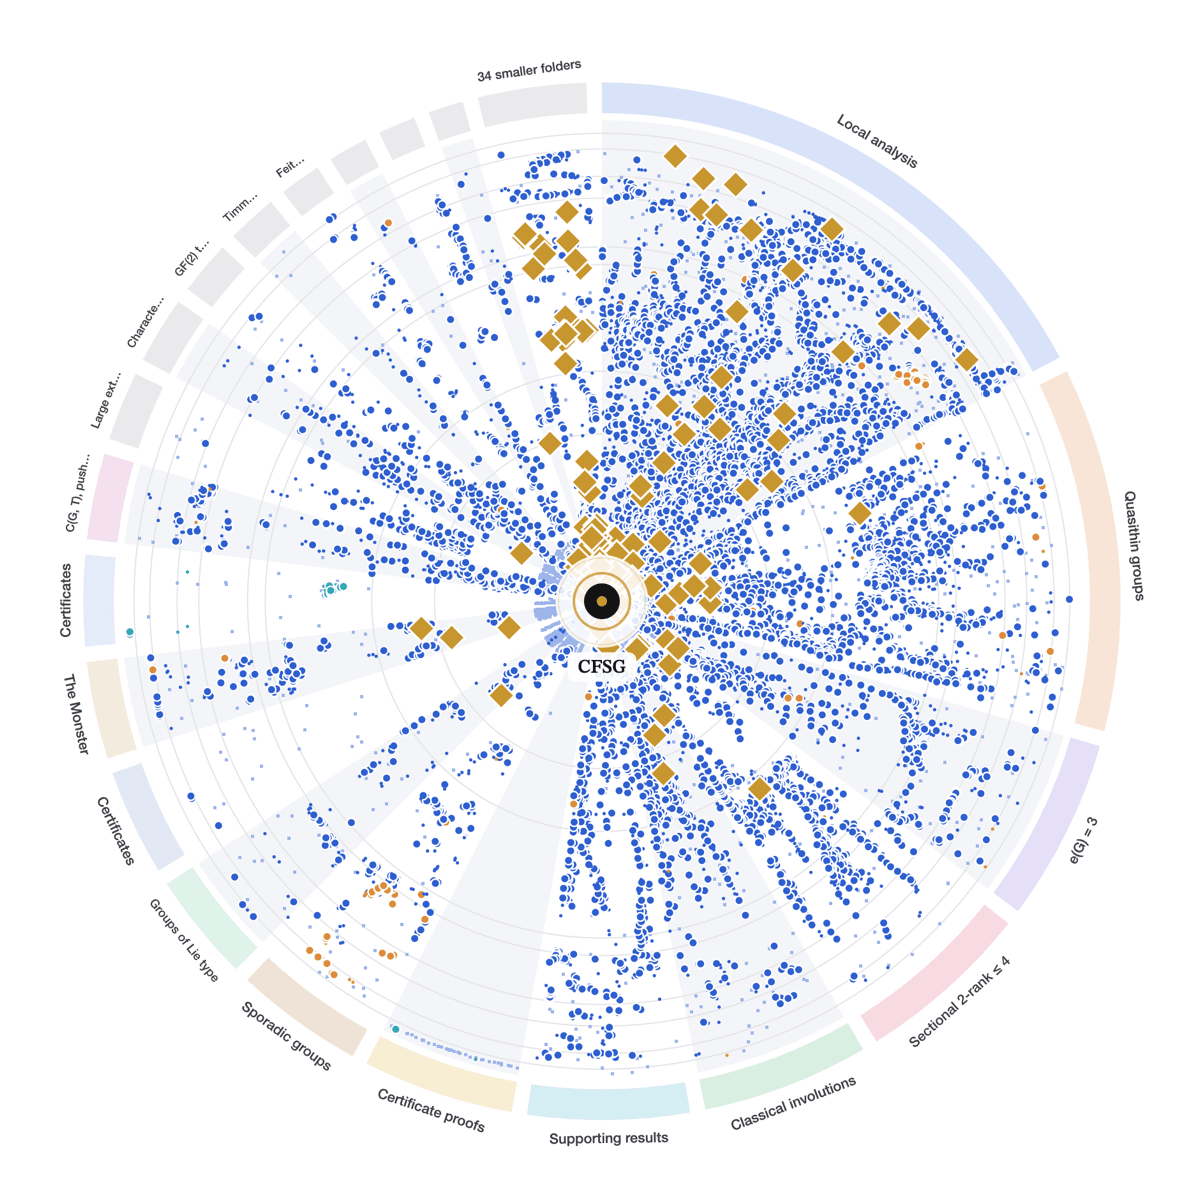 34 smaller folders
Local analysis
Quasithin groups
e(G) = 3
Sectional 2-rank ≤ 4
Classical involutions
Supporting results
Certificate proofs
Sporadic groups
Groups of Lie type
Certificates
The Monster
Certificates
C(G, T), push…
Large ext…
Characte…
GF(2) t…
Timm…
Feit…
CFSG